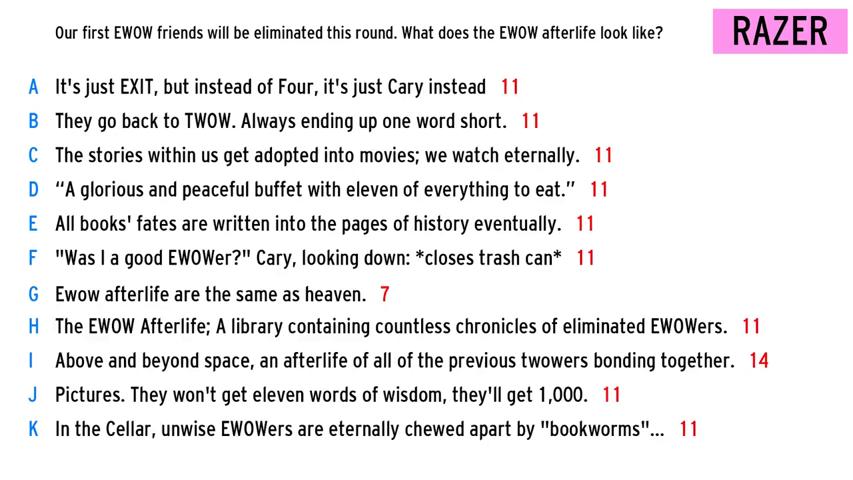 Our first EWOW friends will be eliminated this round. What does the EWOW afterlife look like?
RAZER
A It's just EXIT, but instead of Four, it's just Cary instead 11
B They go back to TWOW. Always ending up one word short. 11
C The stories within us get adopted into movies; we watch eternally. 11
D “A glorious and peaceful buffet with eleven of everything to eat.” 11
E All books' fates are written into the pages of history eventually. 11
F "Was I a good EWOWer?" Cary, looking down: *closes trash can* 11
G Ewow afterlife are the same as heaven. 7
H The EWOW Afterlife; A library containing countless chronicles of eliminated EWOWers. 11
I Above and beyond space, an afterlife of all of the previous twowers bonding together. 14
J Pictures. They won't get eleven words of wisdom, they'll get 1,000. 11
K In the Cellar, unwise EWOWers are eternally chewed apart by "bookworms"... 11